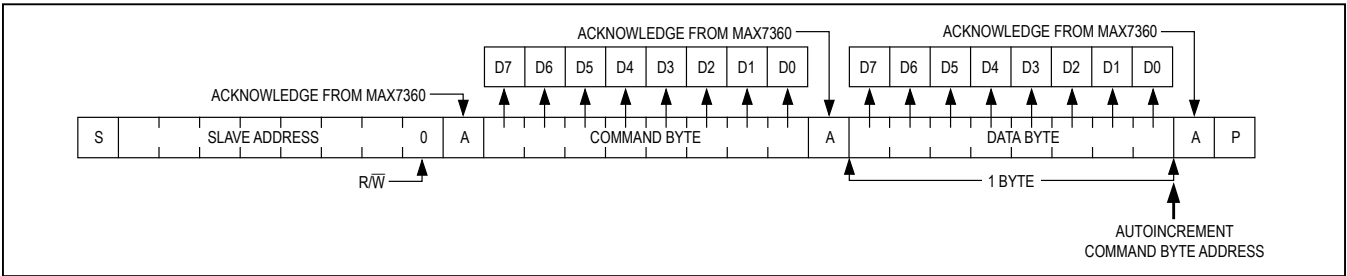 ACKNOWLEDGE FROM MAX7360 ACKNOWLEDGE FROM MAX7360
D7 D6 D5 D4 D3 D2 D1 D0 D7 D6 D5 D4 D3 D2 D1 D0
ACKNOWLEDGE FROM MAX7360
S SLAVE ADDRESS 0 A COMMAND BYTE A DATA BYTE A P
R/W̅ 1 BYTE
AUTOINCREMENT
COMMAND BYTE ADDRESS